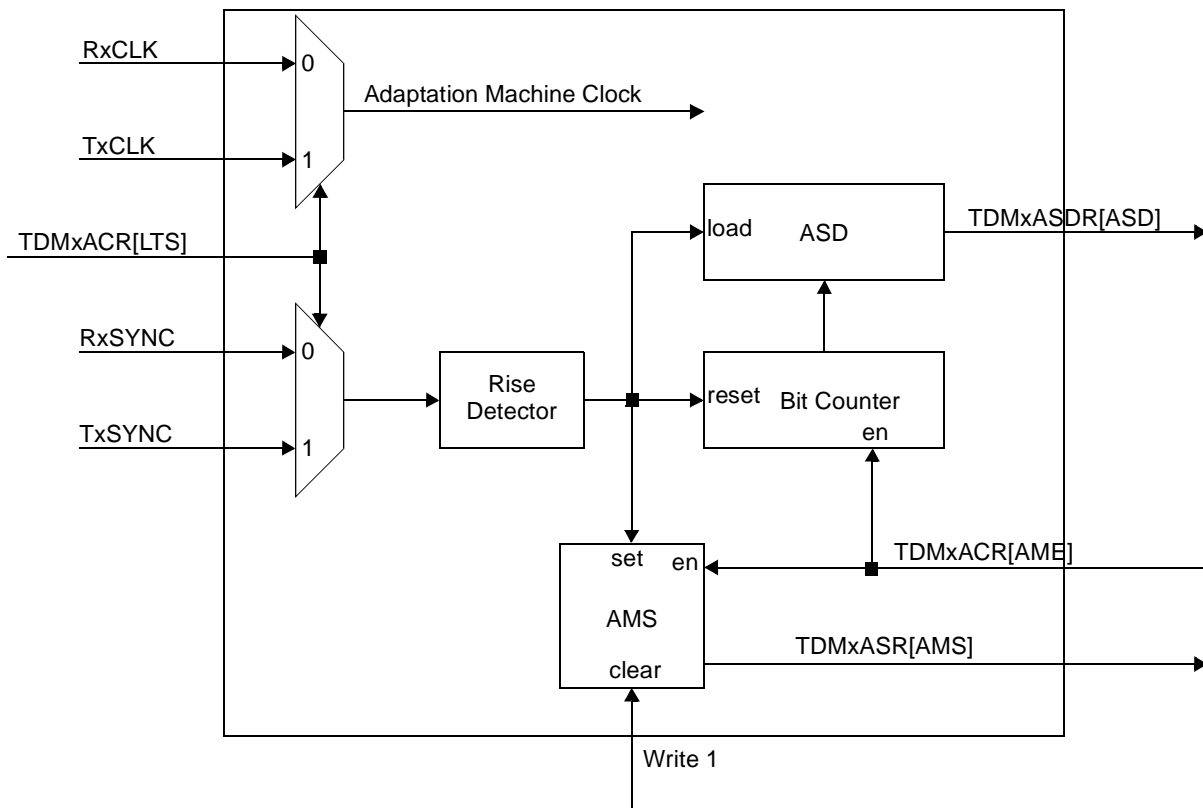 RxCLK
0
Adaptation Machine Clock
TxCLK
1
TDMxACR[LTS]
load
ASD
TDMxASDR[ASD]
RxSYNC
0
Rise
Detector
reset
Bit Counter
en
TxSYNC
1
set
en
TDMxACR[AME]
AMS
TDMxASR[AMS]
clear
Write 1